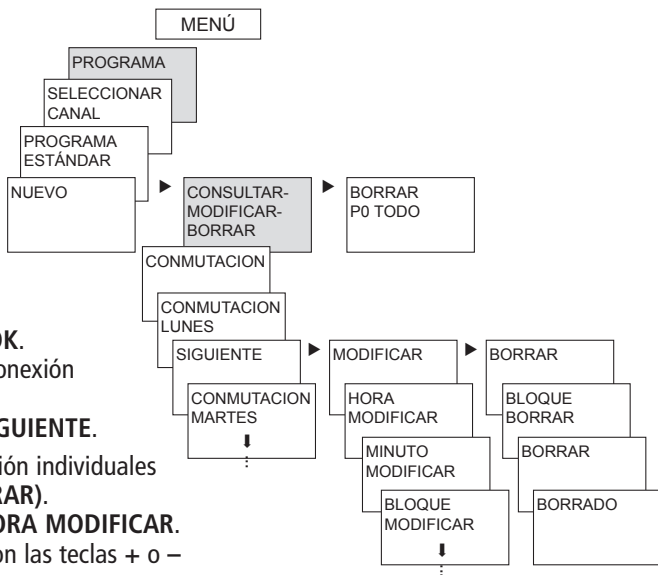 MENÚ
PROGRAMA
SELECCIONAR
CANAL
PROGRAMA
ESTÁNDAR
NUEVO
CONSULTAR-
MODIFICAR-
BORRAR
BORRAR
P0 TODO
CONMUTACION
CONMUTACION
LUNES
SIGUIENTE
MODIFICAR
BORRAR
CONMUTACION
MARTES
HORA
MODIFICAR
BLOQUE
BORRAR
MINUTO
MODIFICAR
BORRAR
BLOQUE
MODIFICAR
BORRADO
OK.
onexión
GUIENTE.
ión individuales
RAR).
ORA MODIFICAR.
on las teclas + o –